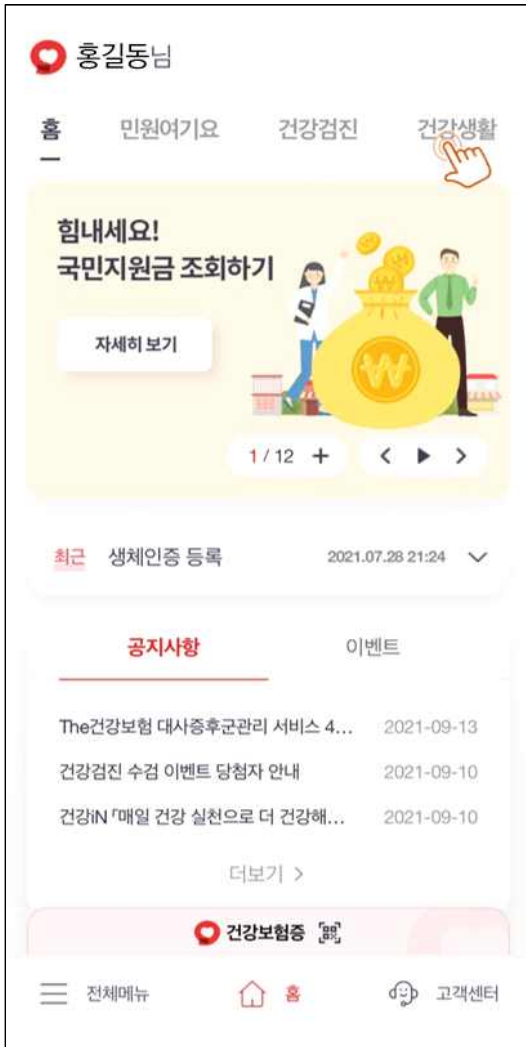 홍길동님
홈 민원여기요 건강검진 건강생활
힘내세요!
국민지원금 조회하기
자세히 보기
₩
1 / 12 +
최근 생체인증 등록 2021.07.28 21:24
공지사항 이벤트
The건강보험 대사증후군관리 서비스 4... 2021-09-13
건강검진 수검 이벤트 당첨자 안내 2021-09-10
건강iN 「매일 건강 실천으로 더 건강해... 2021-09-10
더보기 >
건강보험증
전체메뉴 홈 고객센터